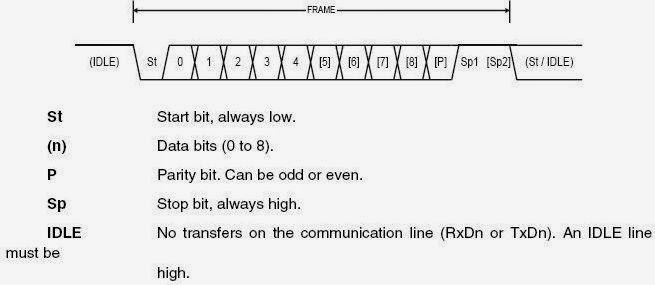 FRAME
(IDLE) St 0 1 2 3 4 [5] [6] [7] [8] [P] Sp1 [Sp2] (St / IDLE)
St Start bit, always low.
(n) Data bits (0 to 8).
P Parity bit. Can be odd or even.
Sp Stop bit, always high.
IDLE No transfers on the communication line (RxDn or TxDn). An IDLE line
must be
high.